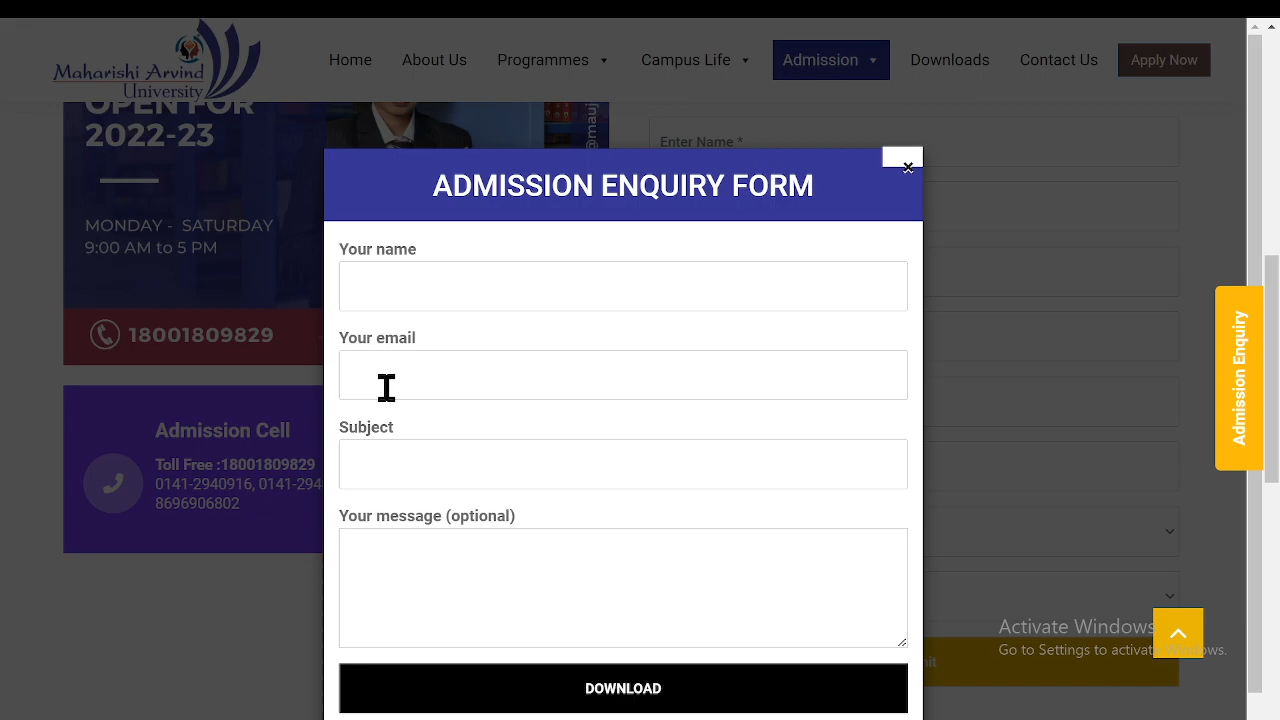 Maharishi Arvind
University
Home
About Us
Programmes
Campus Life
Admission
Downloads
Contact Us
Apply Now
OPEN FOR
2022-23
MONDAY - SATURDAY
9:00 AM to 5 PM
18001809829
Admission Cell
Toll Free :18001809829
0141-2940916, 0141-294
8696906802
Enter Name *
ADMISSION ENQUIRY FORM
×
Your name
Your email
Subject
Your message (optional)
DOWNLOAD
Admission Enquiry
Activate Windows
Go to Settings to activate Windows.